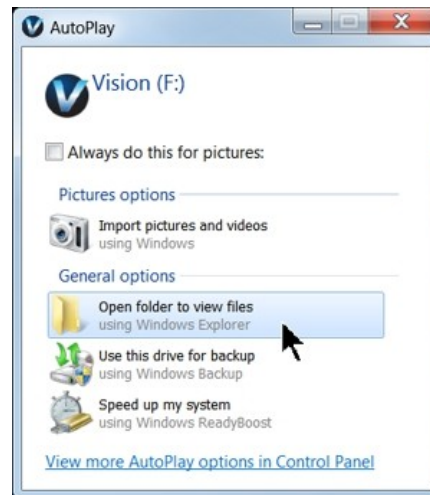 AutoPlay
Vision (F:)
Always do this for pictures:
Pictures options
Import pictures and videos
using Windows
General options
Open folder to view files
using Windows Explorer
Use this drive for backup
using Windows Backup
Speed up my system
using Windows ReadyBoost
View more AutoPlay options in Control Panel